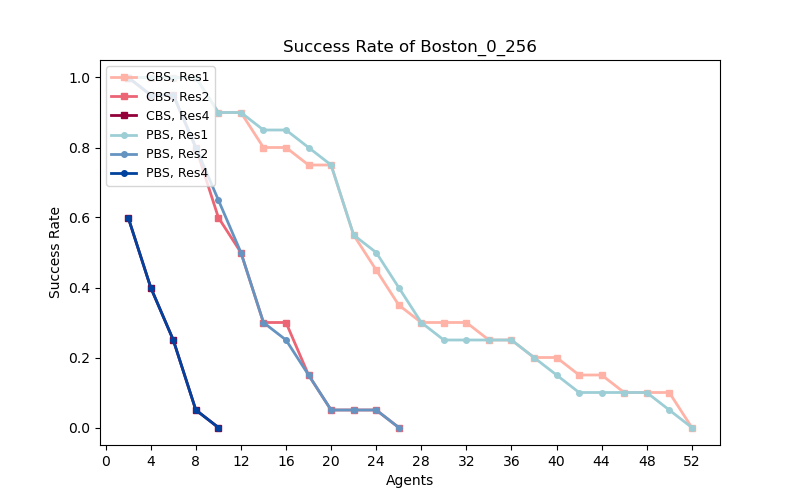 Success Rate of Boston_0_256
CBS, Res1
CBS, Res2
CBS, Res4
PBS, Res1
PBS, Res2
PBS, Res4
Success Rate
1.0
0.8
0.6
0.4
0.2
0.0
0 4 8 12 16 20 24 28 32 36 40 44 48 52
Agents